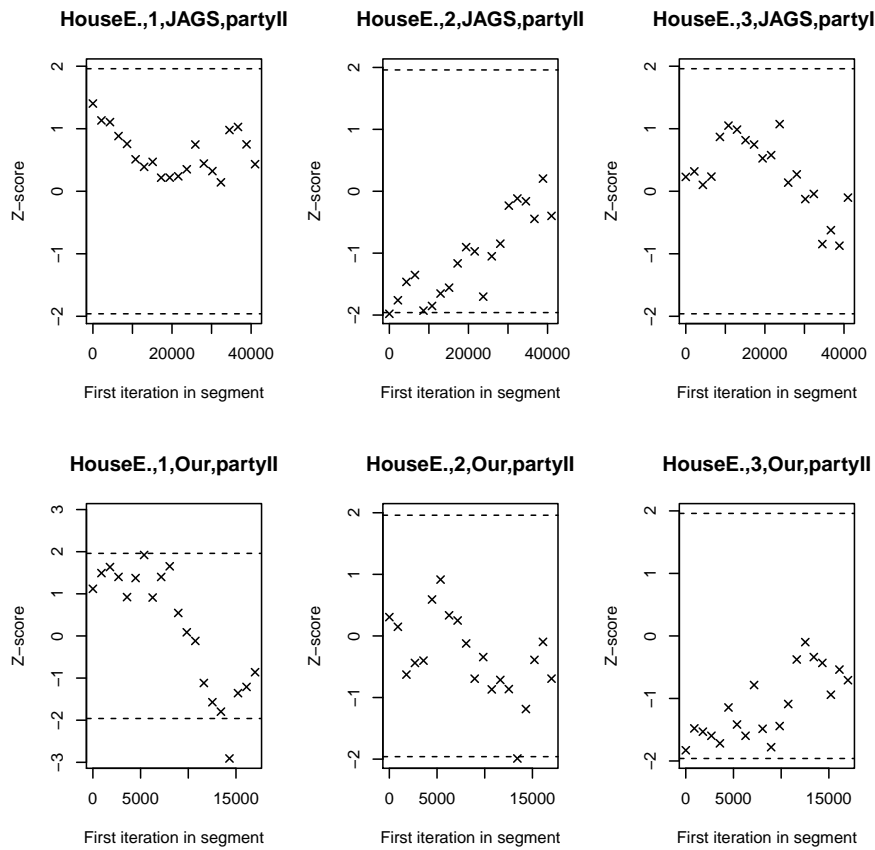 HouseE.,1,JAGS,partyII
HouseE.,2,JAGS,partyII
HouseE.,3,JAGS,partyI
2
1
0
−1
−2
Z−score
0
20000
40000
First iteration in segment
2
1
0
−1
−2
Z−score
0
20000
40000
First iteration in segment
2
1
0
−1
−2
Z−score
0
20000
40000
First iteration in segment
HouseE.,1,Our,partyII
HouseE.,2,Our,partyII
HouseE.,3,Our,partyII
3
2
1
0
−1
−2
−3
Z−score
0
5000
15000
First iteration in segment
2
1
0
−1
−2
Z−score
0
5000
15000
First iteration in segment
2
1
0
−1
−2
Z−score
0
5000
15000
First iteration in segment